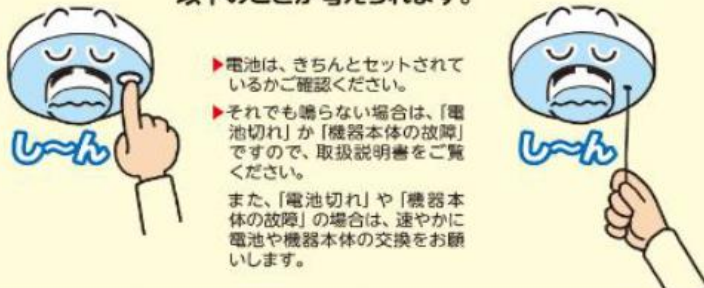 以下のことが考えられます。
▶電池は、きちんとセットされて
いるかご確認ください。
▶それでも鳴らない場合は、「電
池切れ」か「機器本体の故障」
ですので、取扱説明書をご覧
ください。
また、「電池切れ」や「機器本
体の故障」の場合は、速やかに
電池や機器本体の交換をお願
いします。
し〜ん
し〜ん